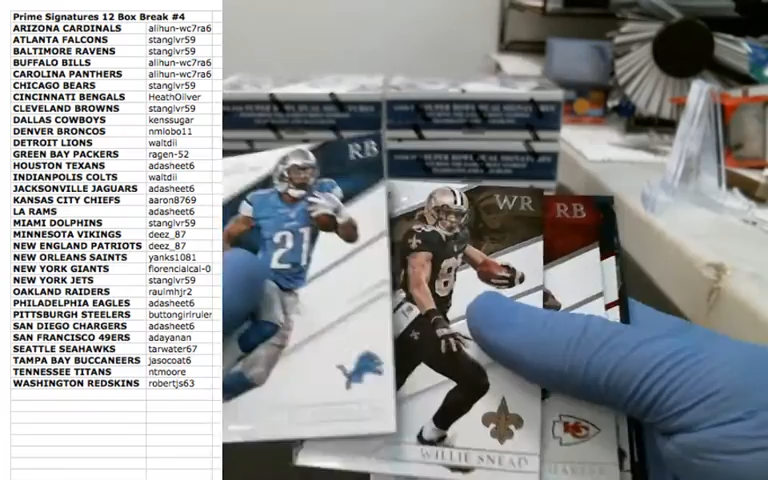 Prime Signatures 12 Box Break #4
ARIZONA CARDINALS alihun-wc7ra6
ATLANTA FALCONS stanglvr59
BALTIMORE RAVENS stanglvr59
BUFFALO BILLS alihun-wc7ra6
CAROLINA PANTHERS alihun-wc7ra6
CHICAGO BEARS stanglvr59
CINCINNATI BENGALS HeathOliver
CLEVELAND BROWNS stanglvr59
DALLAS COWBOYS kenssugar
DENVER BRONCOS nmlobo11
DETROIT LIONS waltdii
GREEN BAY PACKERS ragen-52
HOUSTON TEXANS adasheet6
INDIANPOLIS COLTS waltdii
JACKSONVILLE JAGUARS adasheet6
KANSAS CITY CHIEFS aaron8769
LA RAMS adasheet6
MIAMI DOLPHINS stanglvr59
MINNESOTA VIKINGS deez_87
NEW ENGLAND PATRIOTS deez_87
NEW ORLEANS SAINTS yanks1081
NEW YORK GIANTS florencialcal-0
NEW YORK JETS stanglvr59
OAKLAND RAIDERS raulmhjr2
PHILADELPHIA EAGLES adasheet6
PITTSBURGH STEELERS buttongirlruler
SAN DIEGO CHARGERS adasheet6
SAN FRANCISCO 49ERS adayanan
SEATTLE SEAHAWKS tarwater67
TAMPA BAY BUCCANEERS jasocat6
TENNESSEE TITANS ntmoore
WASHINGTON REDSKINS robertjs63
RB
21
WR
WILLIE SNEAD
RB
KC